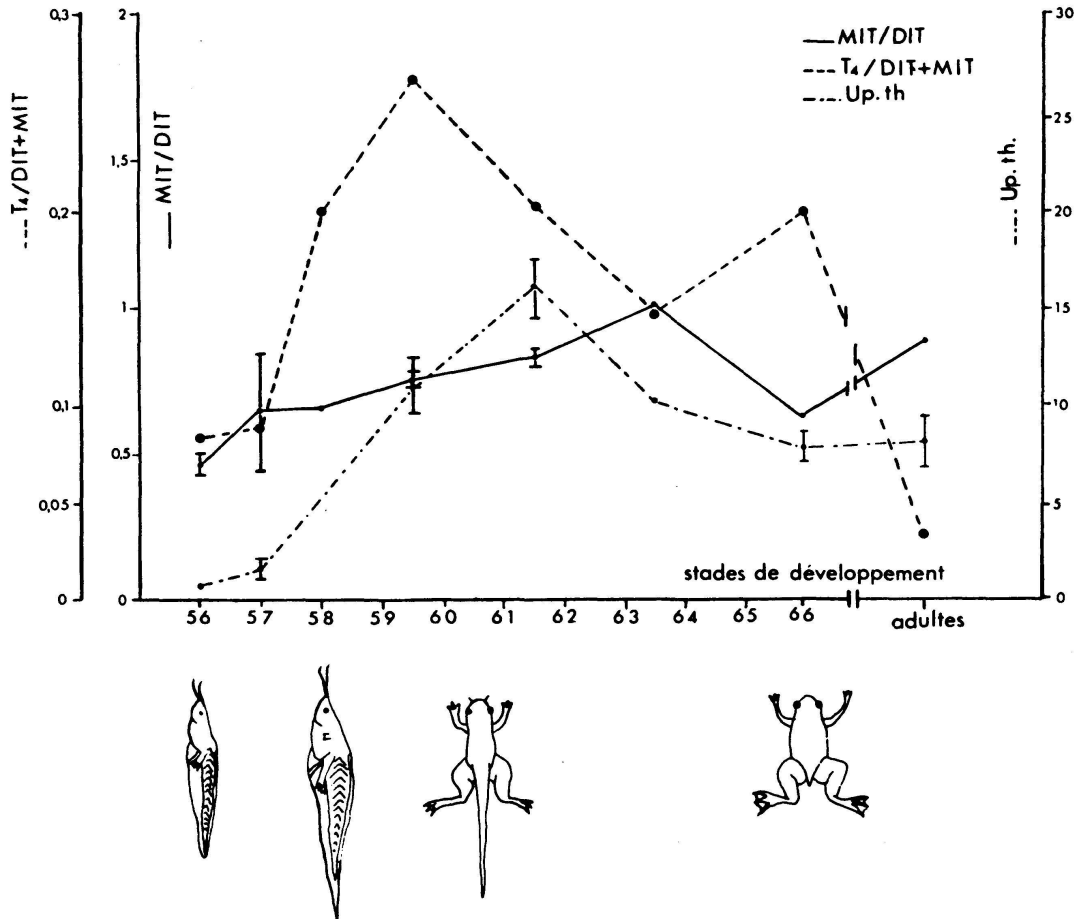 0,3
0,2
0,1
0,05
0
--- T4/DIT+MIT
2
1,5
1
0,5
0
— MIT/DIT
— MIT/DIT
--- T4/DIT+MIT
-.-. Up.th
30
25
20
15
10
5
0
-.-. Up.th.
stades de développement
56 57 58 59 60 61 62 63 64 65 66 adultes